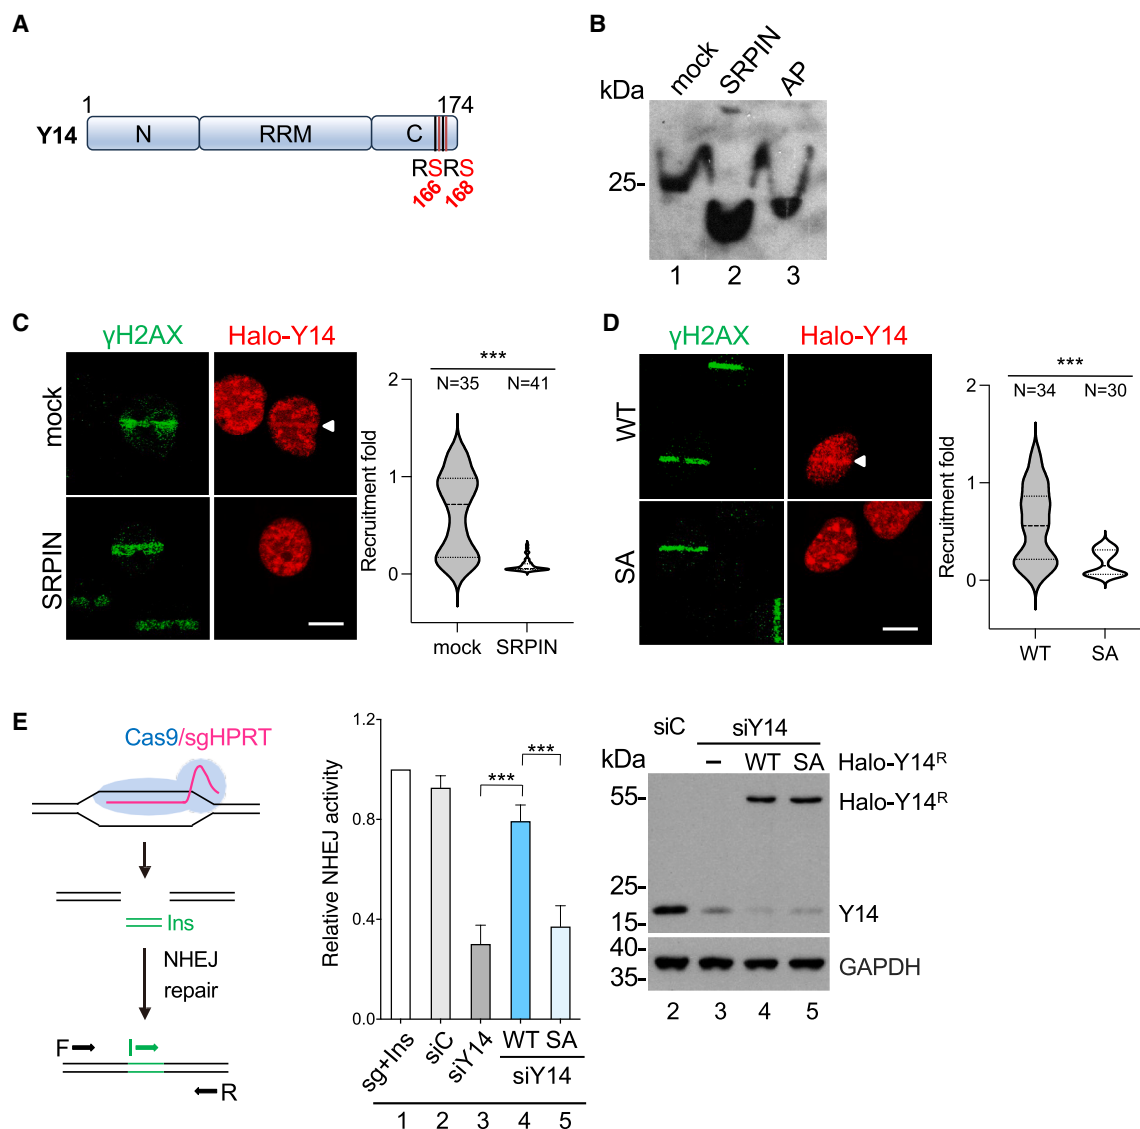 A
1 174
Y14 N RRM C
RSRS
166 168
B
kDa mock SRPIN AP
25-
1 2 3
C
γH2AX Halo-Y14
mock
SRPIN
***
N=35 N=41
Recruitment fold
2
1
0
mock SRPIN
D
γH2AX Halo-Y14
WT
SA
***
N=34 N=30
Recruitment fold
2
1
0
WT SA
E
Cas9/sgHPRT
Ins
NHEJ
repair
F I
R
Relative NHEJ activity
1.2
0.8
0.4
0.0
***
***
sg+Ins siC siY14 WT SA
siY14
1 2 3 4 5
siC siY14
kDa – WT SA Halo-Y14R
55- Halo-Y14R
25-
15- Y14
40-
35- GAPDH
2 3 4 5